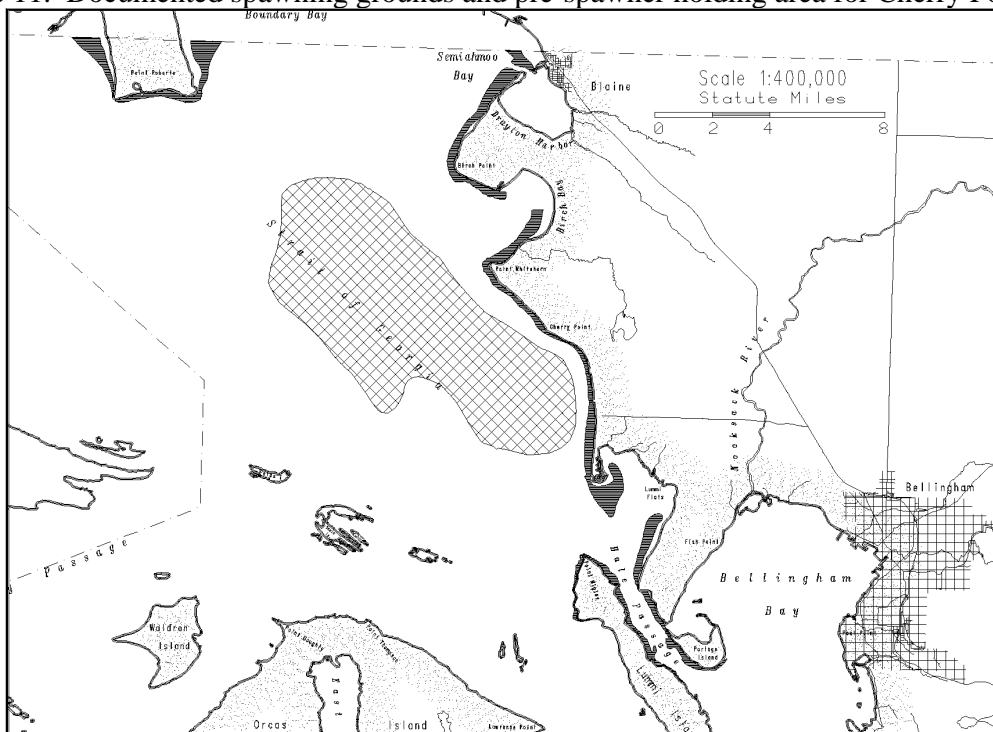 11. Documented spawning grounds and pre-spawner holding area for Cherry Po
Boundary Bay
Point Roberts
Semiahmoo
Bay
Blaine
Scale 1:400,000
Statute Miles
0 2 4 8
Drayton Harbor
Birch Point
Birch Bay
Point Whitehorn
Strait of Georgia
Cherry Point
Nooksack River
Lummi
Flats
Bellingham
Fish Point
Hale Passage
Bellingham
Bay
Passage
Waldron
Island
Portage
Island
Lummi
Orcas
East
Island
Lawrence Point